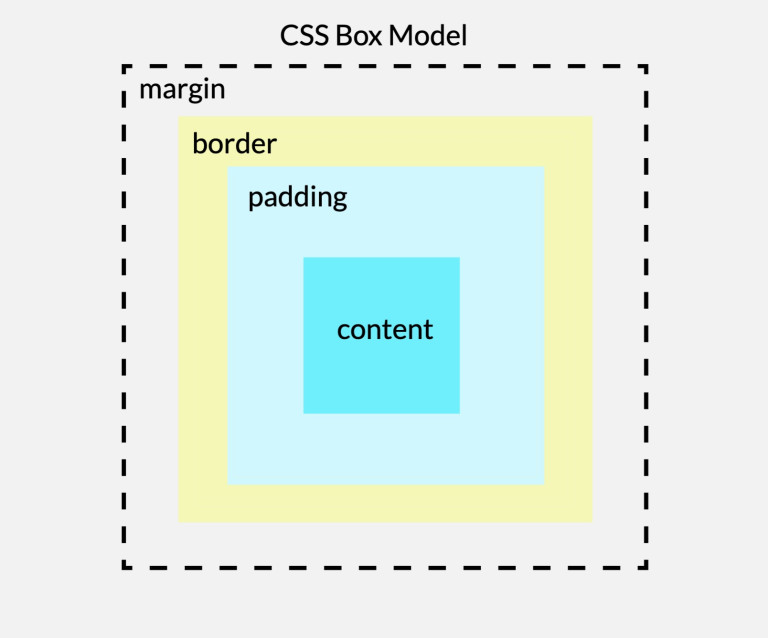 CSS Box Model
margin
border
padding
content